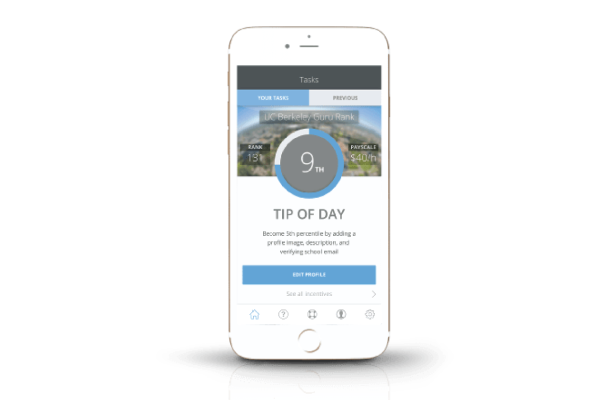 Tasks
YOUR TASKS PREVIOUS
UC Berkeley Guru Rank
RANK PAYSCALE
131 $40/h
9TH
TIP OF DAY
Become 5th percentile by adding a
profile image, description, and
verifying school email
EDIT PROFILE
See all incentives